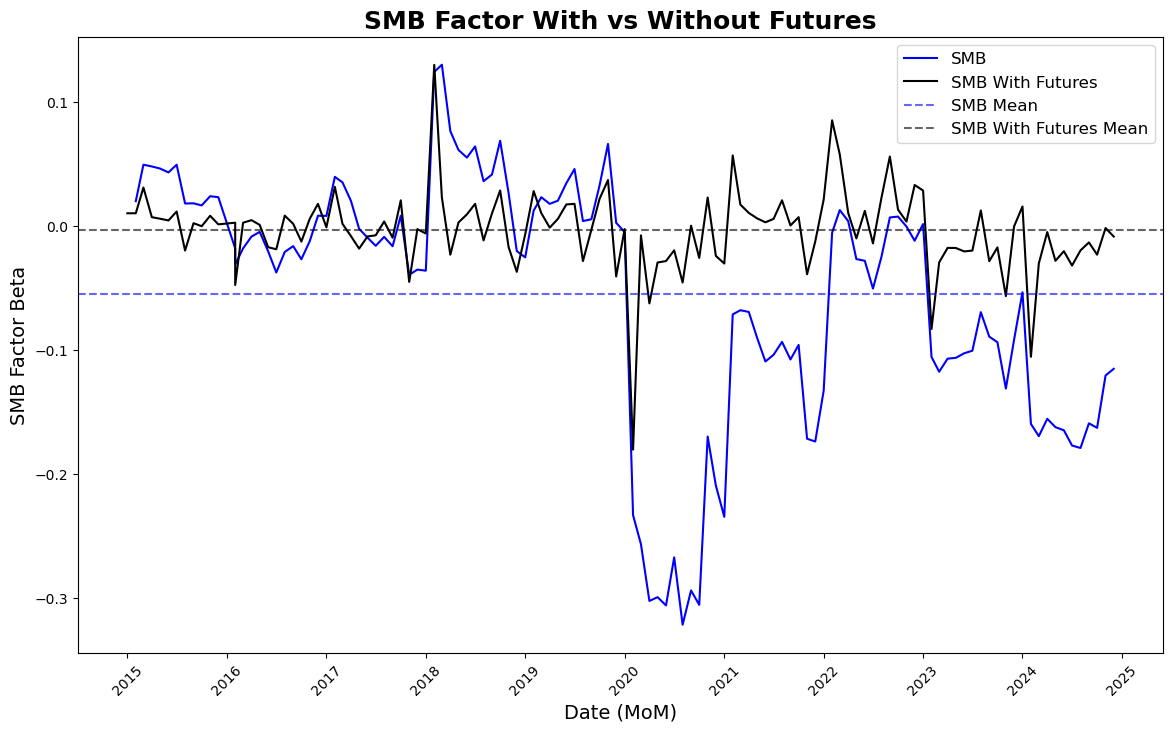 SMB Factor With vs Without Futures
SMB
SMB With Futures
SMB Mean
SMB With Futures Mean
SMB Factor Beta
0.1
0.0
−0.1
−0.2
−0.3
2015
2016
2017
2018
2019
2020
2021
2022
2023
2024
2025
Date (MoM)